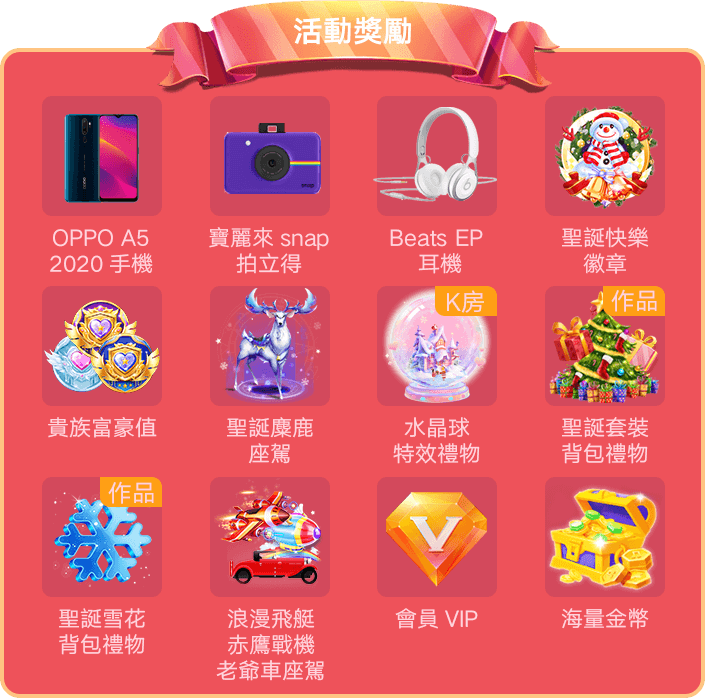 活動獎勵
OPPO A5
2020 手機
寶麗來 snap
拍立得
Beats EP
耳機
聖誕快樂
徽章
貴族富豪值
聖誕麋鹿
座駕
K房
水晶球
特效禮物
作品
聖誕套裝
背包禮物
作品
聖誕雪花
背包禮物
浪漫飛艇
赤鷹戰機
老爺車座駕
V
會員 VIP
海量金幣